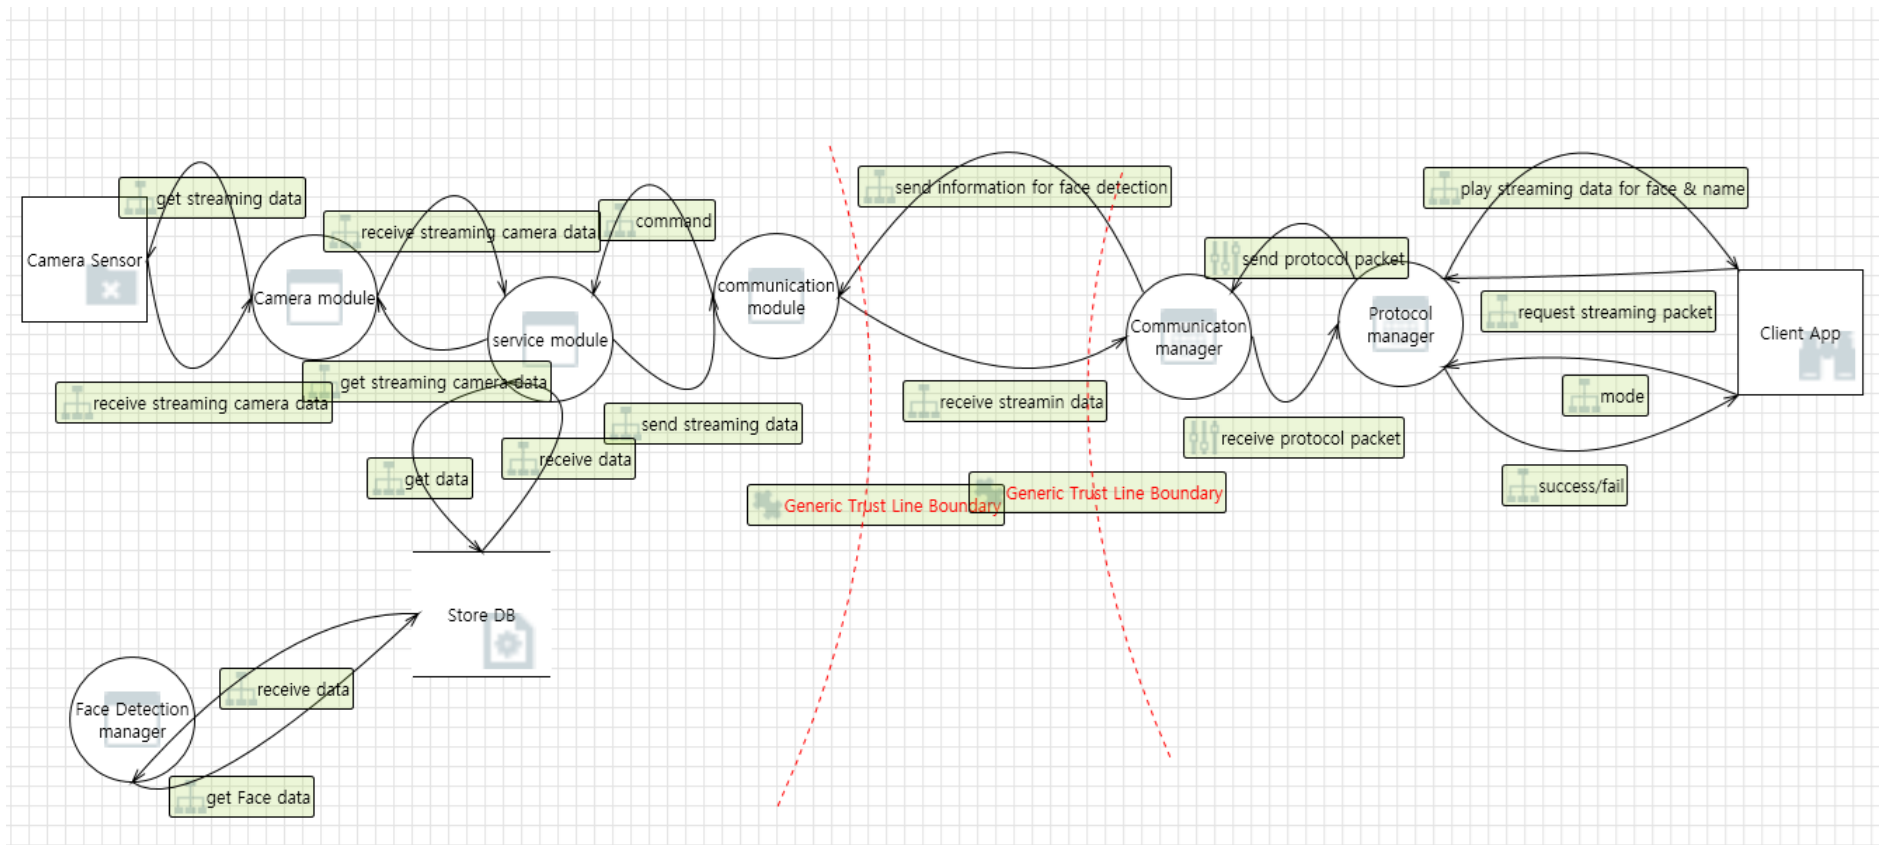 get streaming data
send information for face detection
play streaming data for face & name
receive streaming camera data
command
Camera Sensor
send protocol packet
Camera module
communication
module
request streaming packet
service module
Communicaton
manager
Protocol
manager
Client App
get streaming camera data
receive streaming camera data
receive streamin data
mode
send streaming data
receive protocol packet
receive data
get data
success/fail
Generic Trust Line Boundary
Generic Trust Line Boundary
Store DB
receive data
Face Detection
manager
get Face data